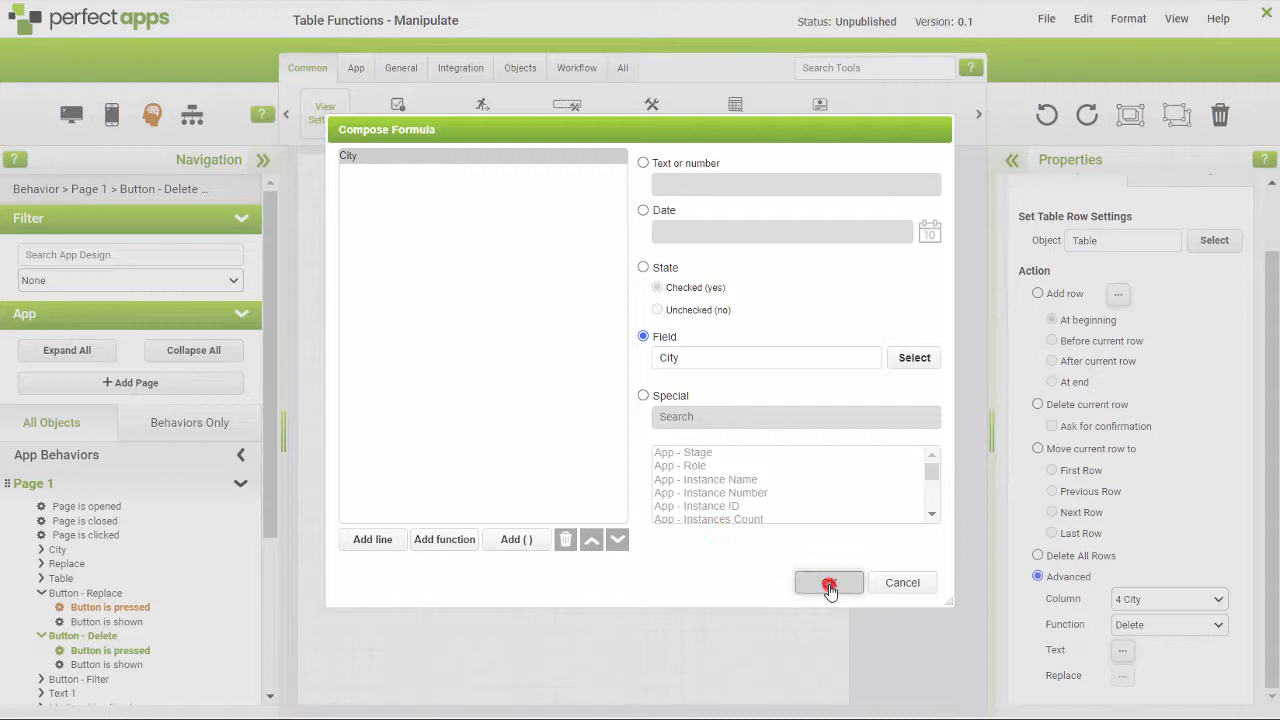 perfect apps
Table Functions - Manipulate
Status: Unpublished
Version: 0.1
File
Edit
Format
View
Help
Common
App
General
Integration
Objects
Workflow
All
Search Tools
?
?
View
?
Navigation
Behavior > Page 1 > Button - Delete ...
Filter
Search App Design
None
App
Expand All
Collapse All
+ Add Page
All Objects
Behaviors Only
App Behaviors
Page 1
Page is opened
Page is closed
Page is clicked
City
Replace
Table
Button - Replace
Button is pressed
Button is shown
Button - Delete
Button is pressed
Button is shown
Button - Filter
Text 1
Compose Formula
City
Text or number
Date
10
State
Checked (yes)
Unchecked (no)
Field
City
Select
Special
Search
App - Stage
App - Role
App - Instance Name
App - Instance Number
App - Instance ID
App - Instances Count
Add line
Add function
Add ( )
Cancel
Properties
?
Set Table Row Settings
Object
Table
Select
Action
Add row
...
At beginning
Before current row
After current row
At end
Delete current row
Ask for confirmation
Move current row to
First Row
Previous Row
Next Row
Last Row
Delete All Rows
Advanced
Column
4 City
Function
Delete
Text
...
Replace
...